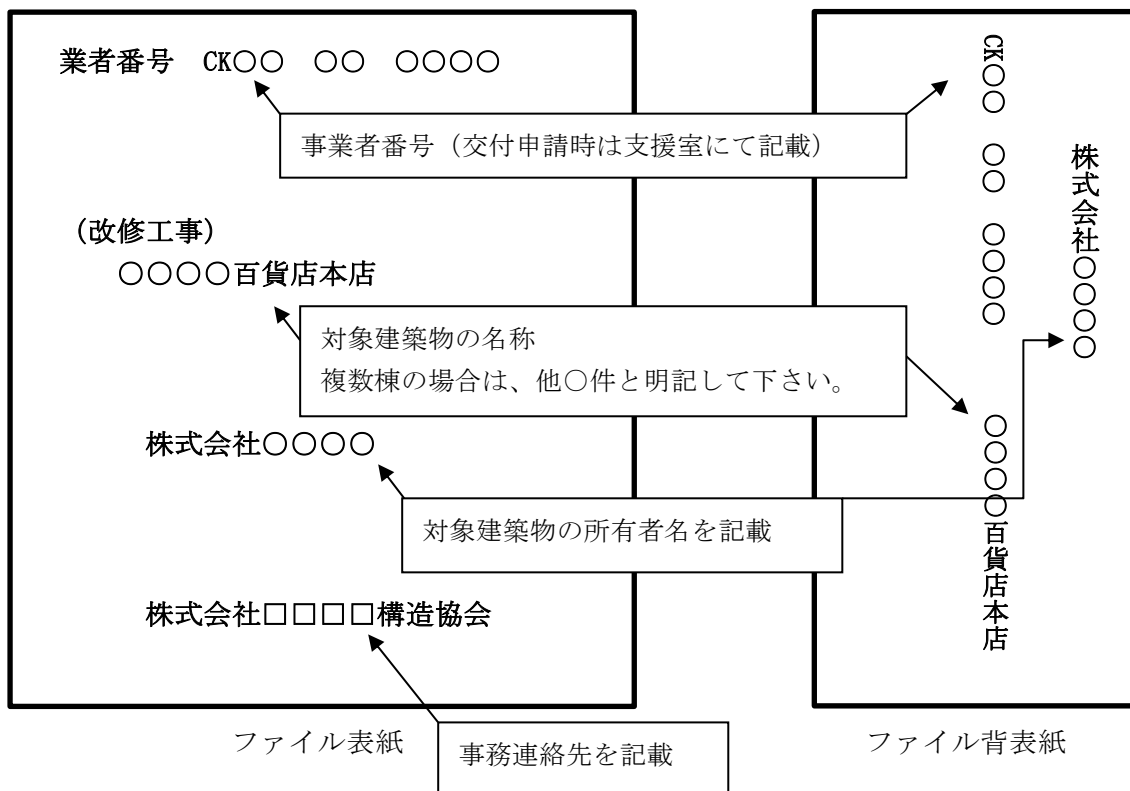 業者番号　CK○○　○○　○○○○
事業者番号（交付申請時は支援室にて記載）
（改修工事）
○○○○百貨店本店
対象建築物の名称
複数棟の場合は、他○件と明記して下さい。
株式会社○○○○
対象建築物の所有者名を記載
株式会社□□□□構造協会
事務連絡先を記載
ファイル表紙
株式会社○○○○
CK○○　○○　○○○○
○○○○百貨店本店
ファイル背表紙